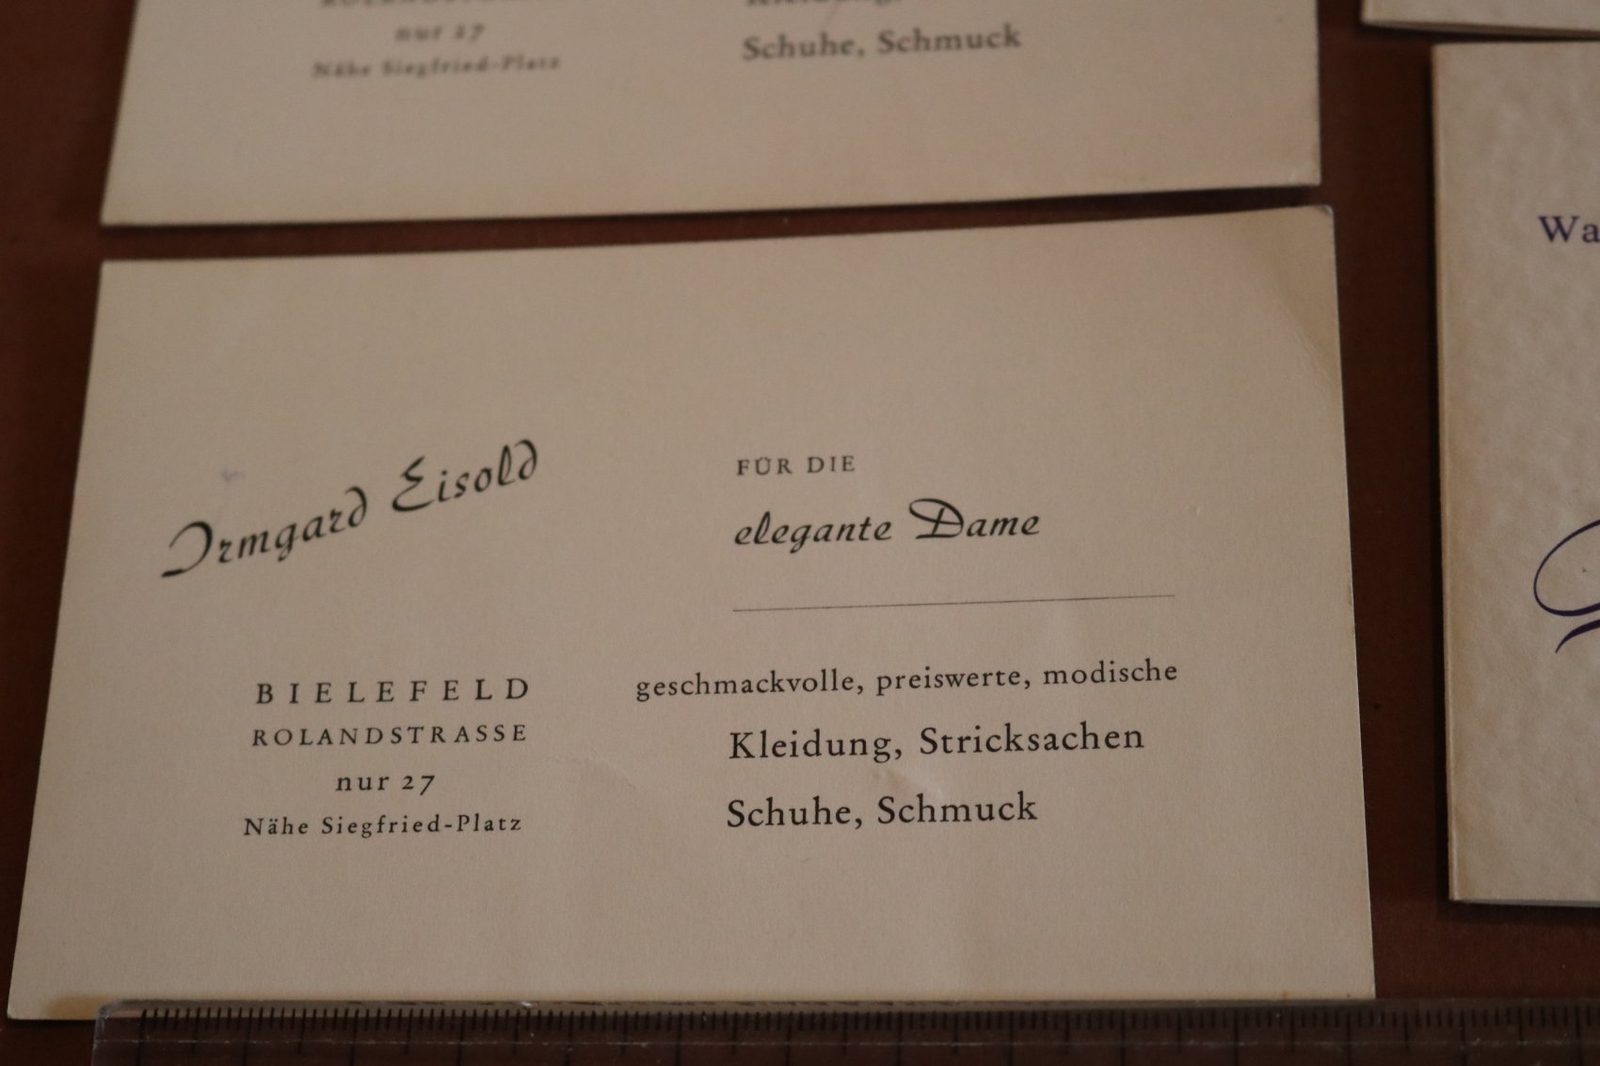 nur 27
Nähe Siegfried-Platz
Schuhe, Schmuck
Irmgard Eisold
BIELEFELD
ROLANDSTRASSE
nur 27
Nähe Siegfried-Platz
FÜR DIE
elegante Dame
geschmackvolle, preiswerte, modische
Kleidung, Stricksachen
Schuhe, Schmuck
Wa